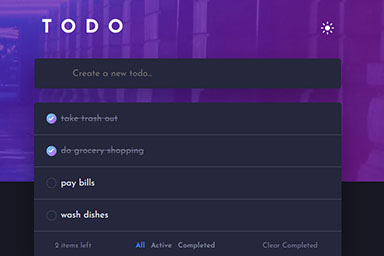 TODO
Create a new todo..
take trash out
do grocery shopping
pay bills
wash dishes
2 items left All Active Completed Clear Completed